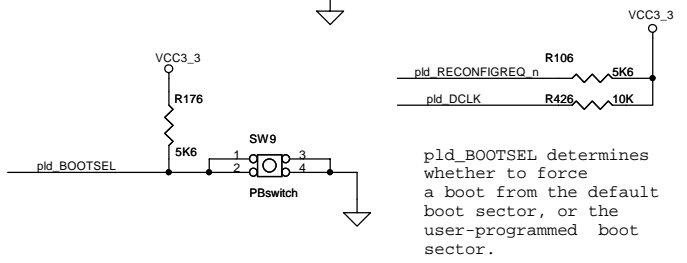 VCC3_3
VCC3_3
R106
pld_RECONFIGREQ_n
5K6
R176
pld_DCLK
R426
10K
SW9
5K6
1
3
pld_BOOTSEL
2
4
PBswitch
pld_BOOTSEL determines
whether to force
a boot from the default
boot sector, or the
user-programmed boot
sector.